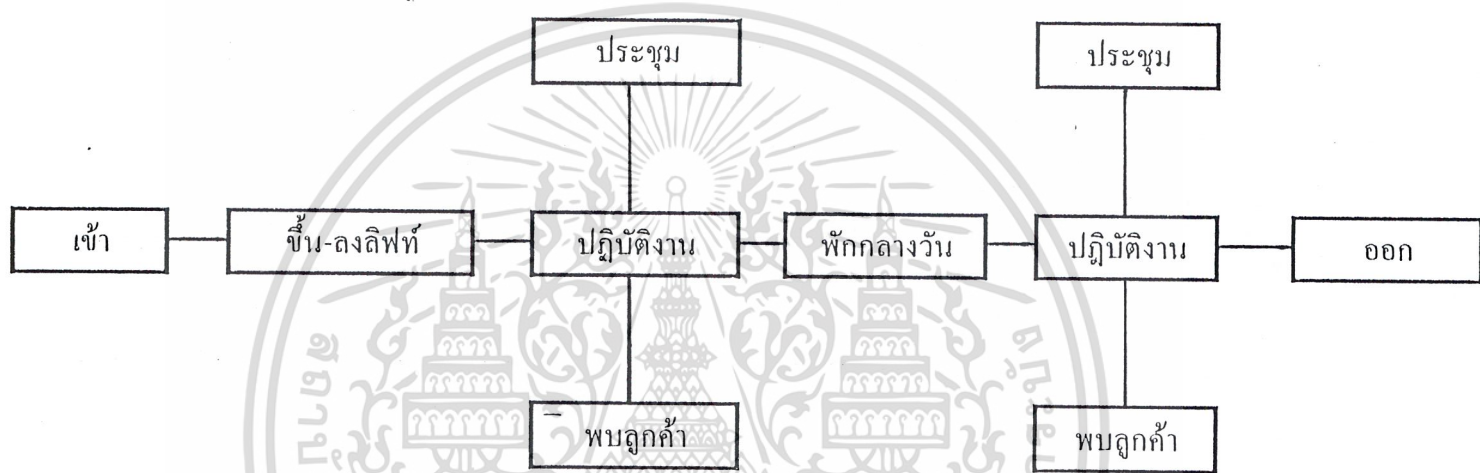 ประชุม
ประชุม
เข้า
ขึ้น-ลงลิฟท์
ปฏิบัติงาน
พักกลางวัน
ปฏิบัติงาน
ออก
พบลูกค้า
พบลูกค้า